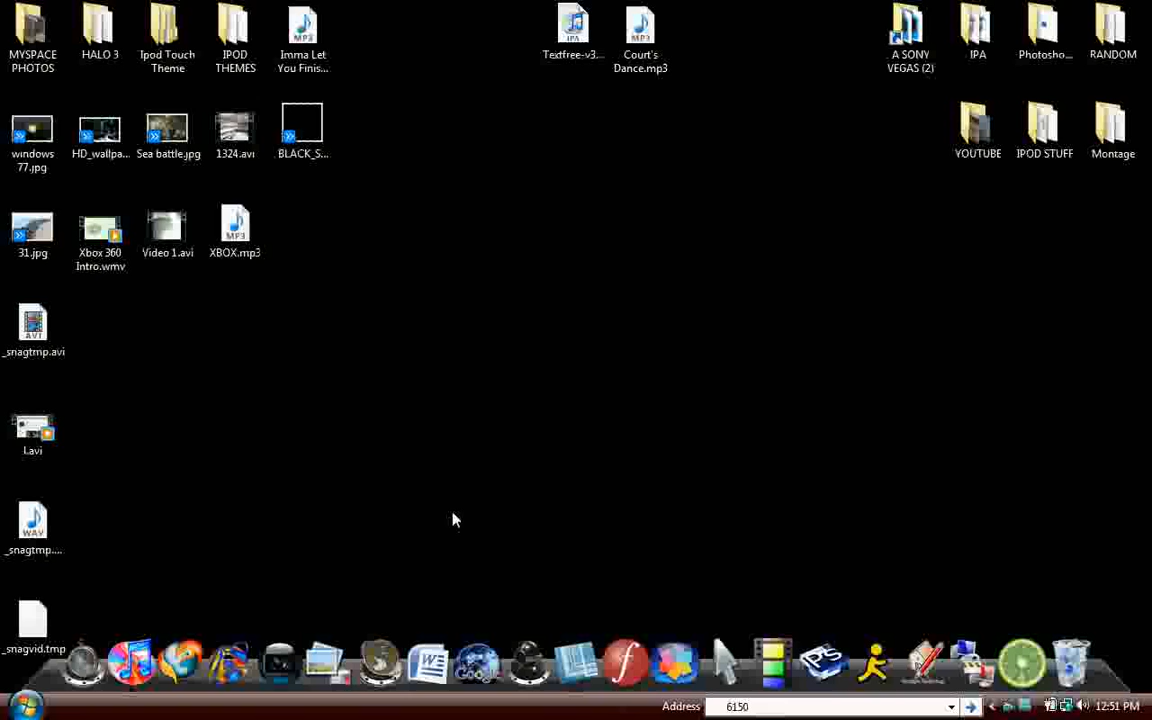 MYSPACE
PHOTOS
HALO 3
Ipod Touch
Theme
IPOD
THEMES
Imma Let
You Finis...
Textfree-v3...
Court's
Dance.mp3
A SONY
VEGAS (2)
IPA
Photosho...
RANDOM
windows
77.jpg
HD_wallpa...
Sea battle.jpg
1324.avi
BLACK_S...
YOUTUBE
IPOD STUFF
Montage
31.jpg
Xbox 360
Intro.wmv
Video 1.avi
XBOX.mp3
_snagtmp.avi
_snagtmp....
_snagvid.tmp
Address
6150
12:51 PM